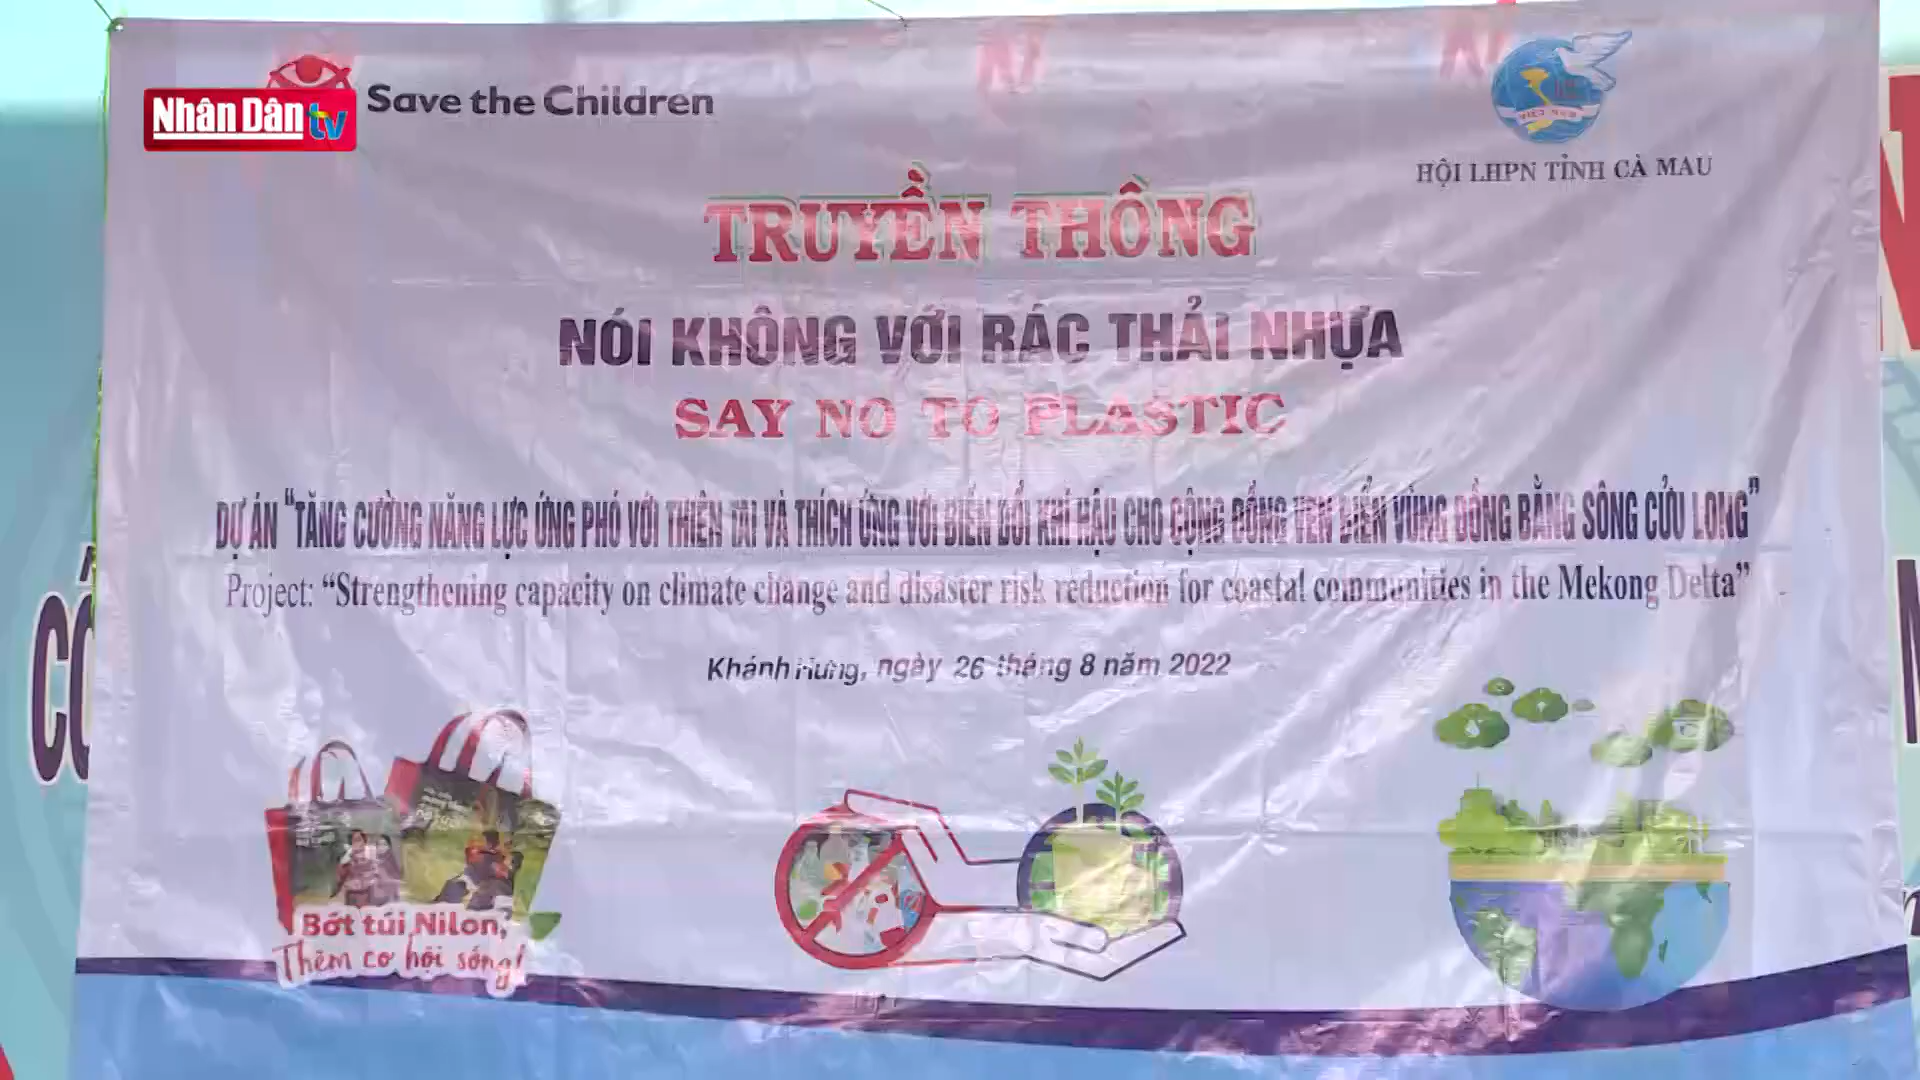 Nhân Dân tv
Save the Children
VIỆT NAM
HỘI LHPN TỈNH CÀ MAU
TRUYỀN THÔNG
NÓI KHÔNG VỚI RÁC THẢI NHỰA
SAY NO TO PLASTIC
DỰ ÁN "TĂNG CƯỜNG NĂNG LỰC ỨNG PHÓ VỚI THIÊN TAI VÀ THÍCH ỨNG VỚI BIẾN ĐỔI KHÍ HẬU CHO CỘNG ĐỒNG VEN BIỂN VÙNG ĐỒNG BẰNG SÔNG CỬU LONG"
Project: "Strengthening capacity on climate change and disaster risk reduction for coastal communities in the Mekong Delta"
Khánh Hưng, ngày 26 tháng 8 năm 2022
Bớt túi Nilon,
Thêm cơ hội sống!